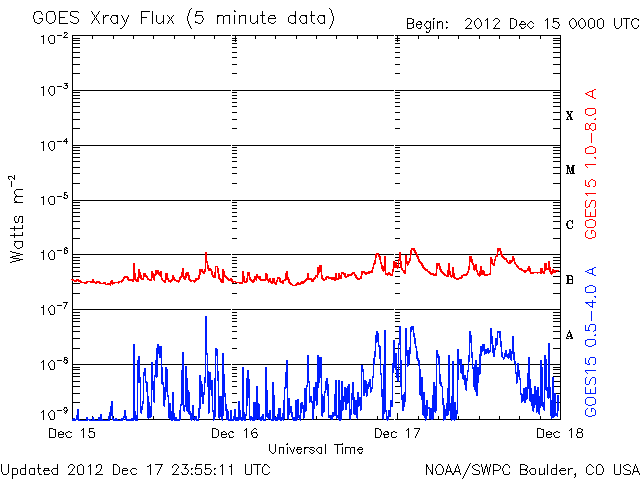 GOES Xray Flux (5 minute data)
Begin: 2012 Dec 15 0000 UTC
Watts m⁻²
10⁻²
10⁻³
10⁻⁴
10⁻⁵
10⁻⁶
10⁻⁷
10⁻⁸
10⁻⁹
X
M
C
B
A
GOES15 1.0-8.0 A
GOES15 0.5-4.0 A
Dec 15 Dec 16 Dec 17 Dec 18
Universal Time
Updated 2012 Dec 17 23:55:11 UTC
NOAA/SWPC Boulder, CO USA